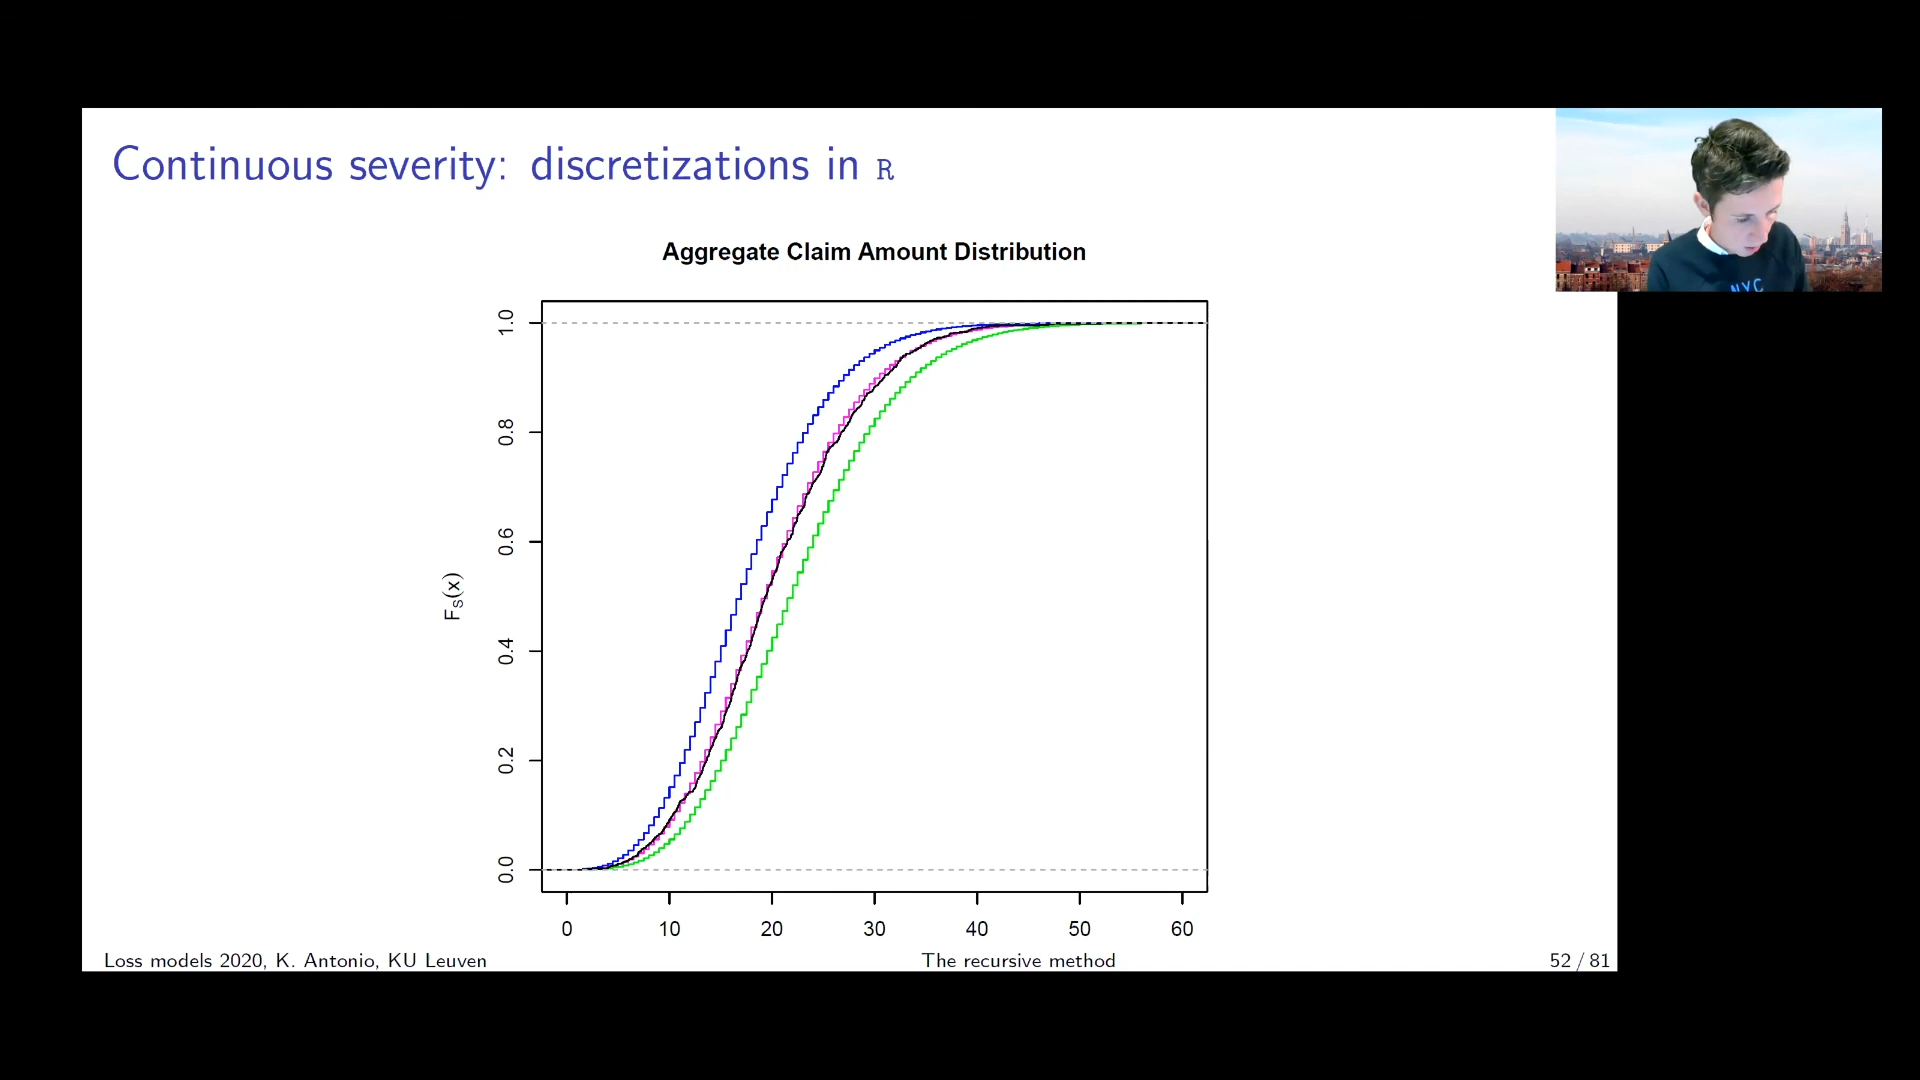 Continuous severity: discretizations in R
NYC
Aggregate Claim Amount Distribution
1.0
0.8
0.6
0.4
0.2
0.0
F_S(x)
0 10 20 30 40 50 60
Loss models 2020, K. Antonio, KU Leuven
The recursive method
52 / 81